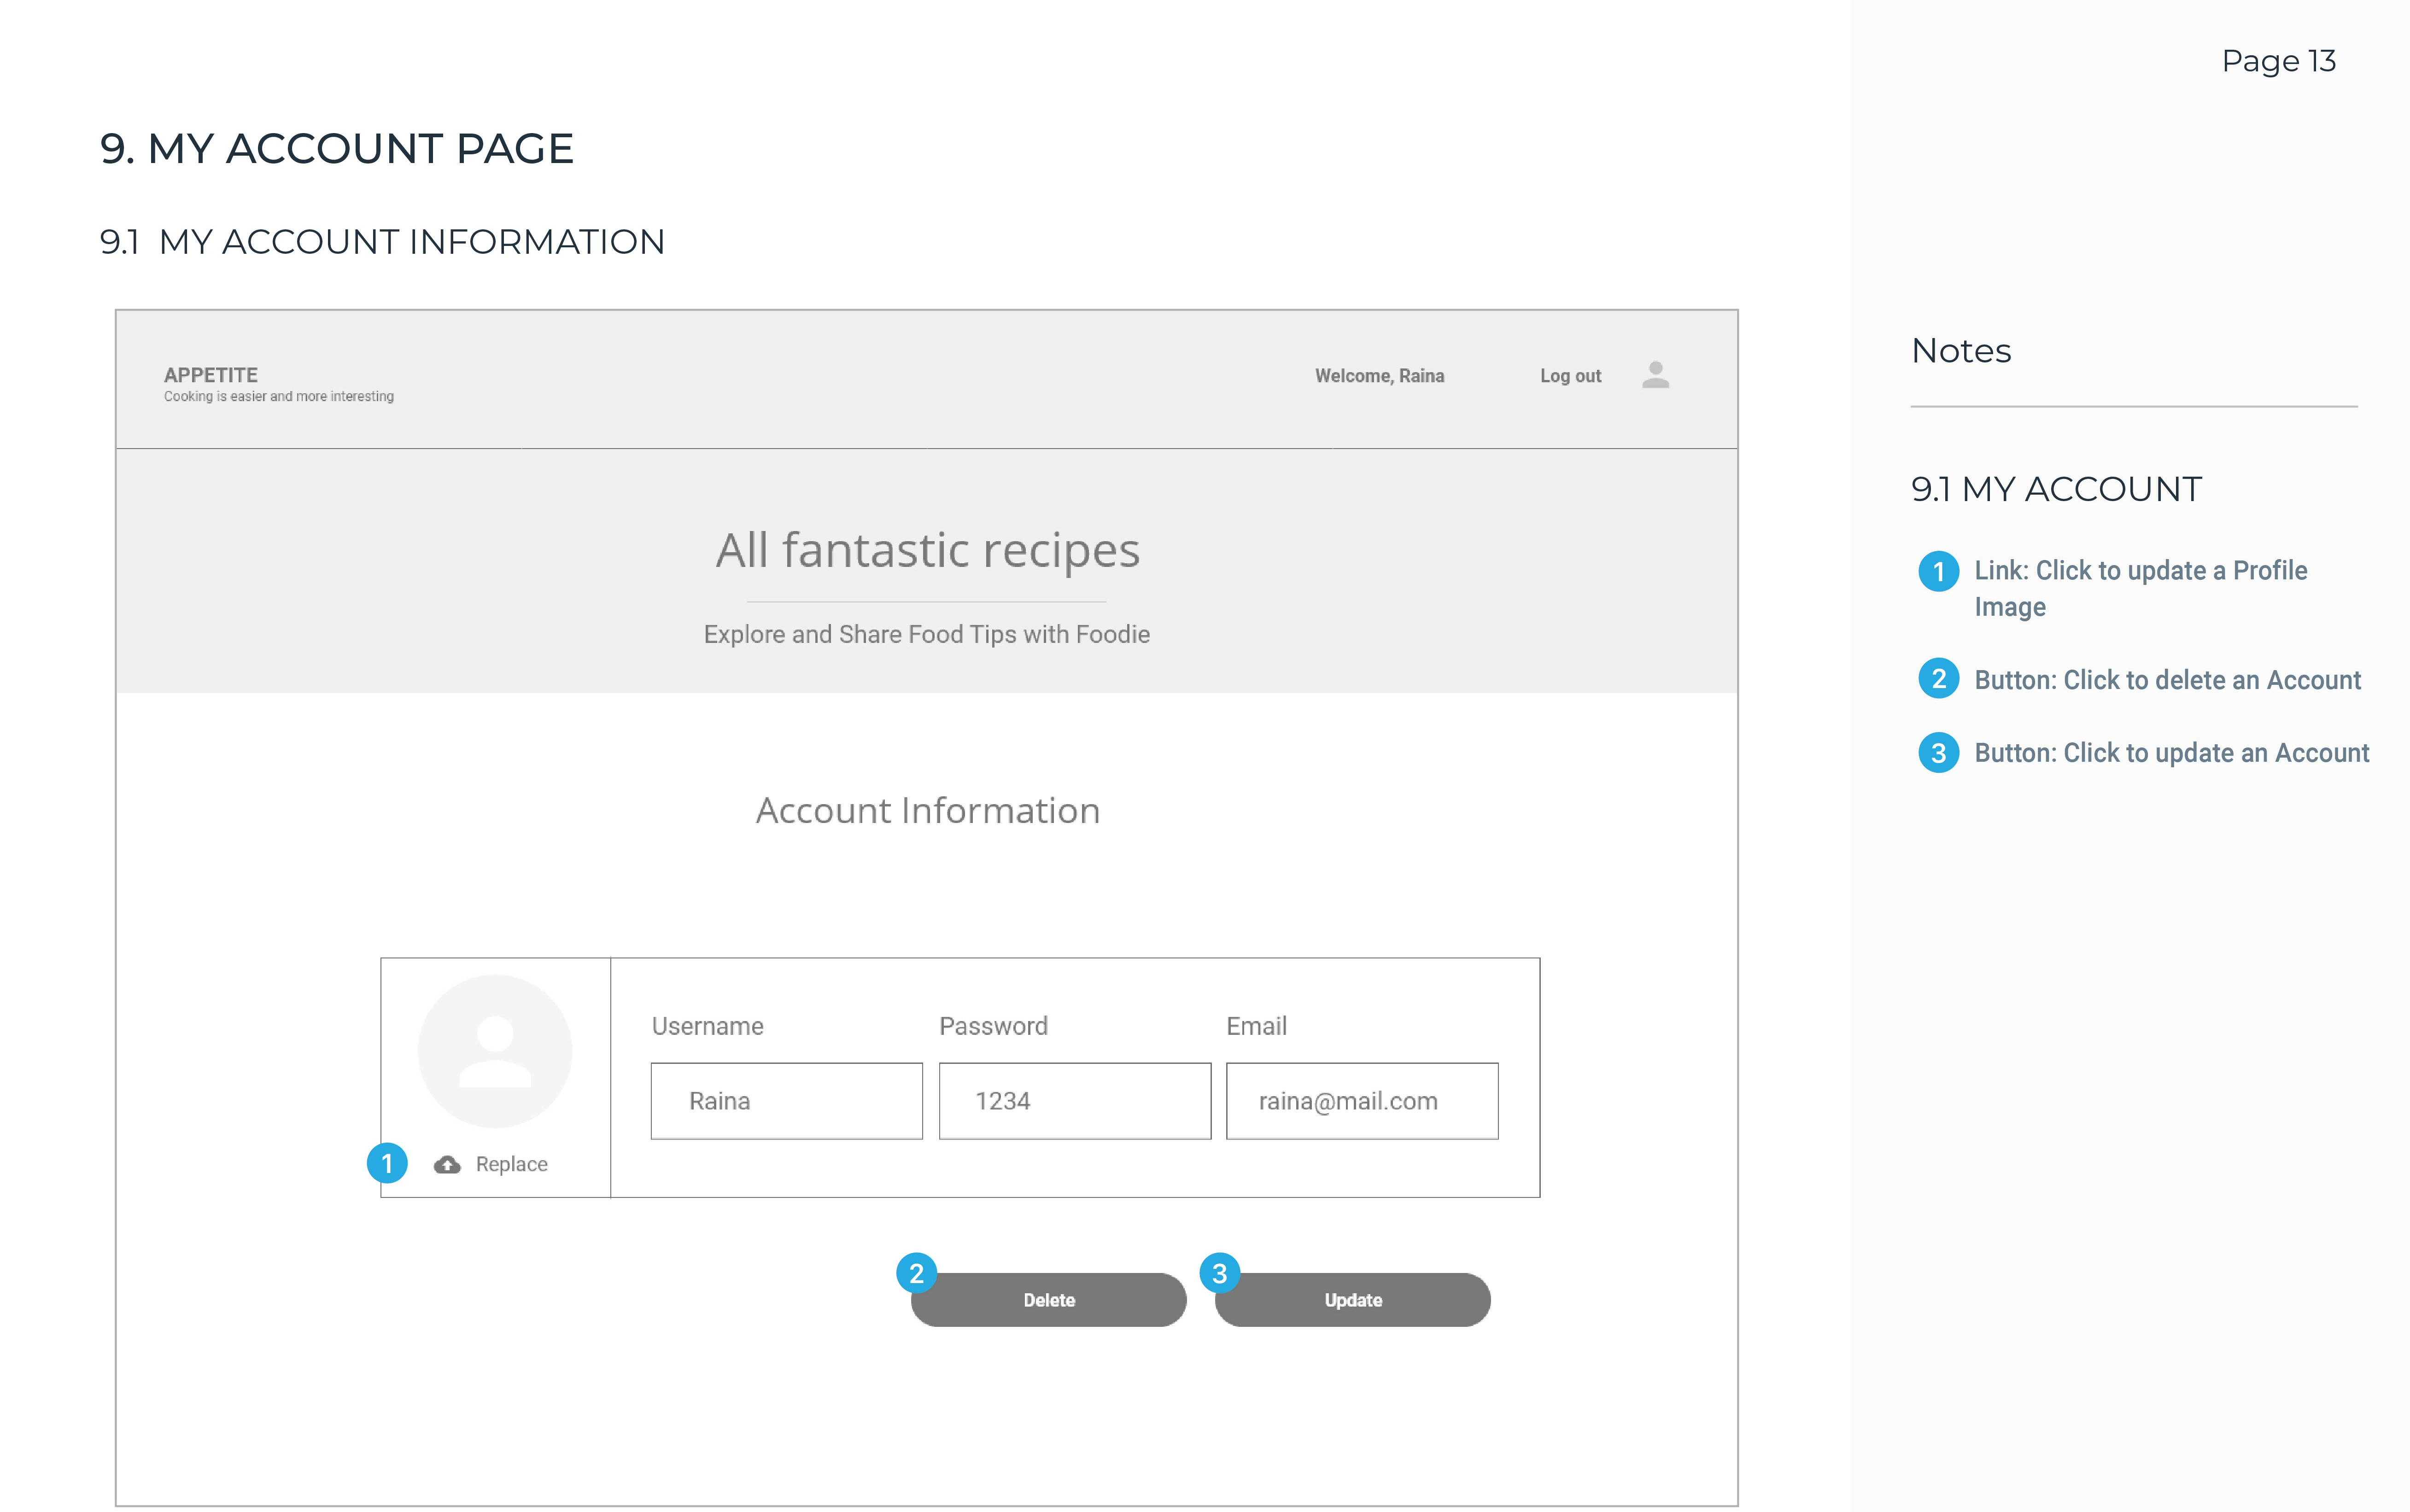 Page 13
9. MY ACCOUNT PAGE
9.1 MY ACCOUNT INFORMATION
APPETITE
Cooking is easier and more interesting
Welcome, Raina
Log out
All fantastic recipes
Explore and Share Food Tips with Foodie
Account Information
Username
Password
Email
Raina
1234
raina@mail.com
1
Replace
2
Delete
3
Update
Notes
9.1 MY ACCOUNT
1 Link: Click to update a Profile
Image
2 Button: Click to delete an Account
3 Button: Click to update an Account